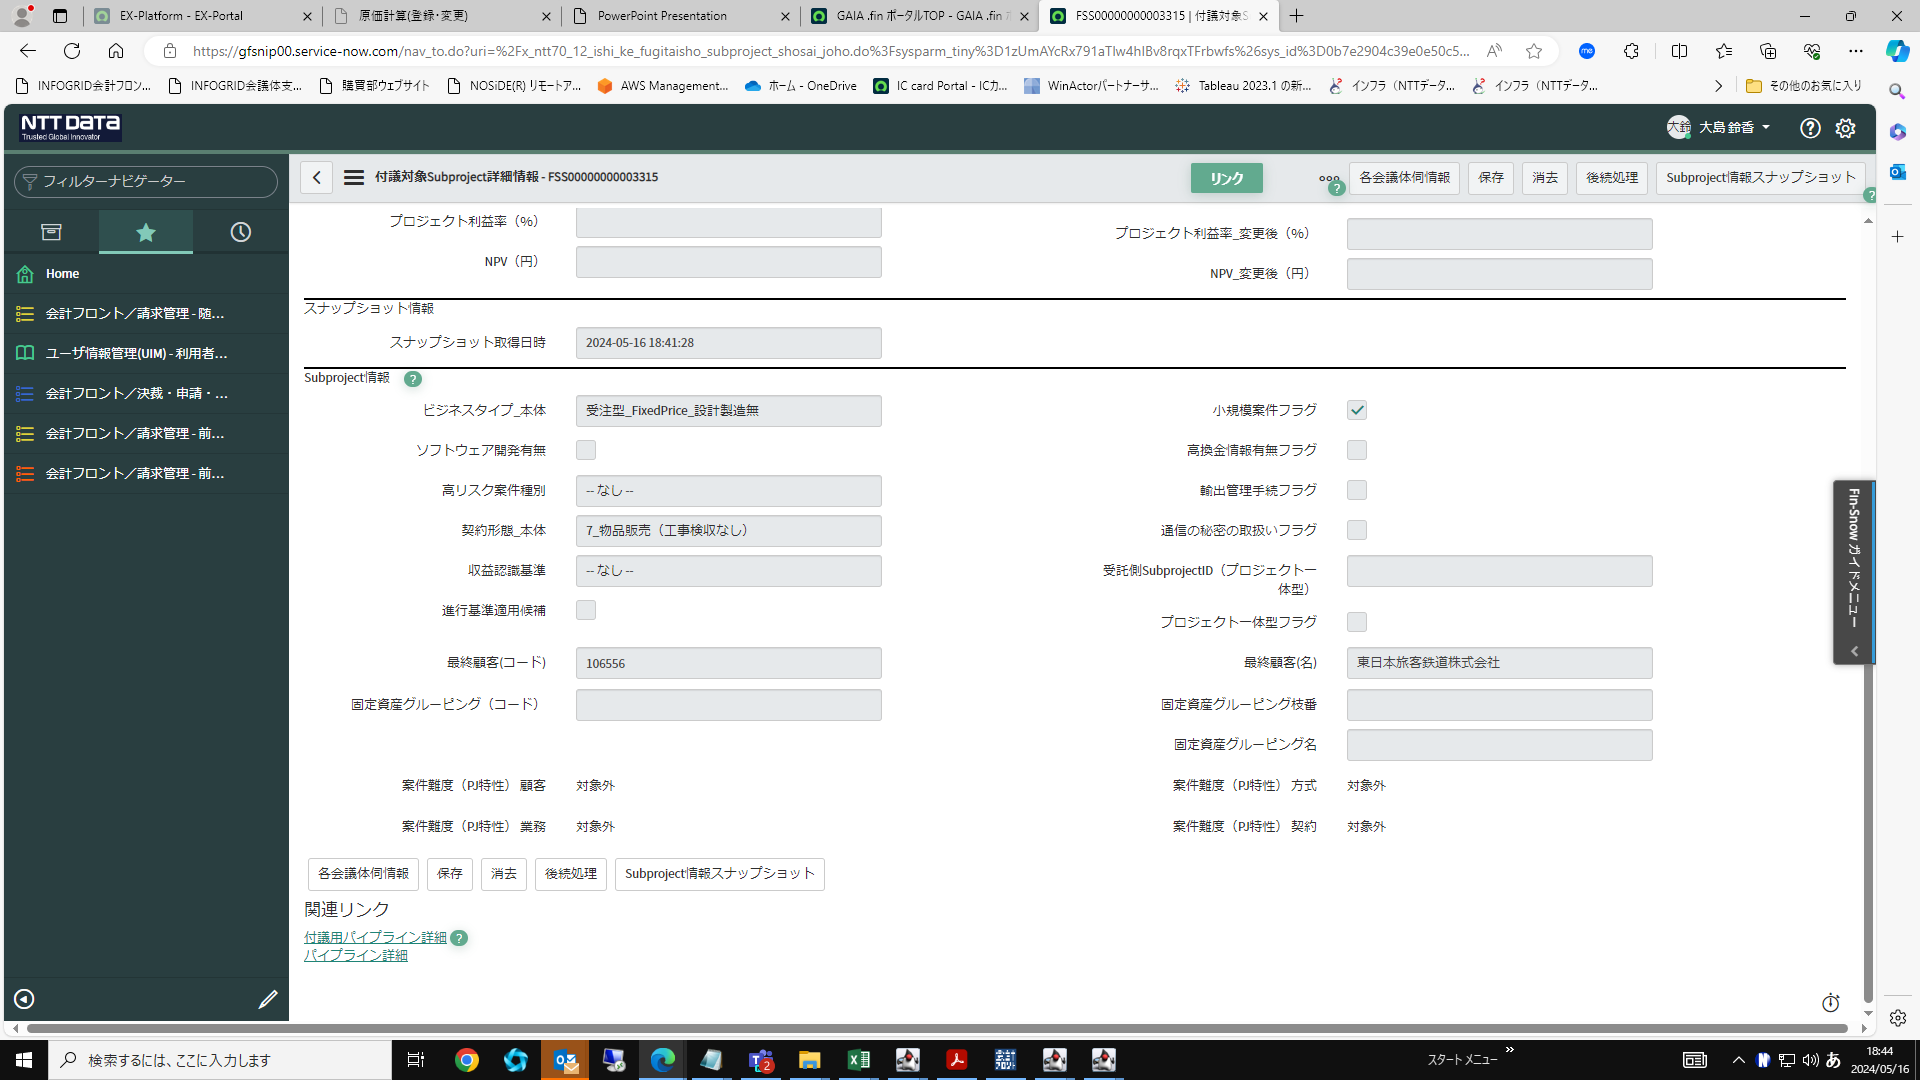 EX-Platform - EX-Portal
原価計算(登録・変更)
PowerPoint Presentation
GAIA .fin ポータルTOP - GAIA .fin
FSS00000000003315 | 付議対象S
https://gfsnip00.service-now.com/nav_to.do?uri=%2Fx_ntt70_12_ishi_ke_fugitaisho_subproject_shosai_joho.do%3Fsysparm_tiny%3D1zUmAYcRx791aTlw4hIBv8rqxTFrbwfs%26sys_id%3D0b7e2904c39e0e50c5...
INFOGRID会計フロン...
INFOGRID会議体支...
購買部ウェブサイト
NOSiDE(R) リモートア...
AWS Management...
ホーム - OneDrive
IC card Portal - ICカ...
WinActorパートナーサ...
Tableau 2023.1 の新...
インフラ（NTTデータ...
インフラ（NTTデータ...
その他のお気に入り
NTT DATA
Trusted Global Innovator
大鈴
大島 鈴香
フィルターナビゲーター
付議対象Subproject詳細情報 - FSS00000000003315
リンク
各会議体伺情報
保存
消去
後続処理
Subproject情報スナップショット
Home
会計フロント／請求管理 - 随...
ユーザ情報管理(UIM) - 利用者...
会計フロント／決裁・申請・...
会計フロント／請求管理 - 前...
会計フロント／請求管理 - 前...
プロジェクト利益率（%）
プロジェクト利益率_変更後（%）
NPV（円）
NPV_変更後（円）
スナップショット情報
スナップショット取得日時
2024-05-16 18:41:28
Subproject情報
ビジネスタイプ_本体
受注型_FixedPrice_設計製造無
小規模案件フラグ
ソフトウェア開発有無
高換金情報有無フラグ
高リスク案件種別
-- なし --
輸出管理手続フラグ
契約形態_本体
7_物品販売（工事検収なし）
通信の秘密の取扱いフラグ
収益認識基準
-- なし --
受託側SubprojectID（プロジェクト一
体型）
進行基準適用候補
プロジェクト一体型フラグ
最終顧客(コード)
106556
最終顧客(名)
東日本旅客鉄道株式会社
固定資産グルーピング（コード）
固定資産グルーピング枝番
固定資産グルーピング名
案件難度（PJ特性） 顧客
対象外
案件難度（PJ特性） 方式
対象外
案件難度（PJ特性） 業務
対象外
案件難度（PJ特性） 契約
対象外
各会議体伺情報
保存
消去
後続処理
Subproject情報スナップショット
関連リンク
付議用パイプライン詳細
パイプライン詳細
Fin-Snow ガイドメニュー
検索するには、ここに入力します
スタート メニュー
あ
18:44
2024/05/16